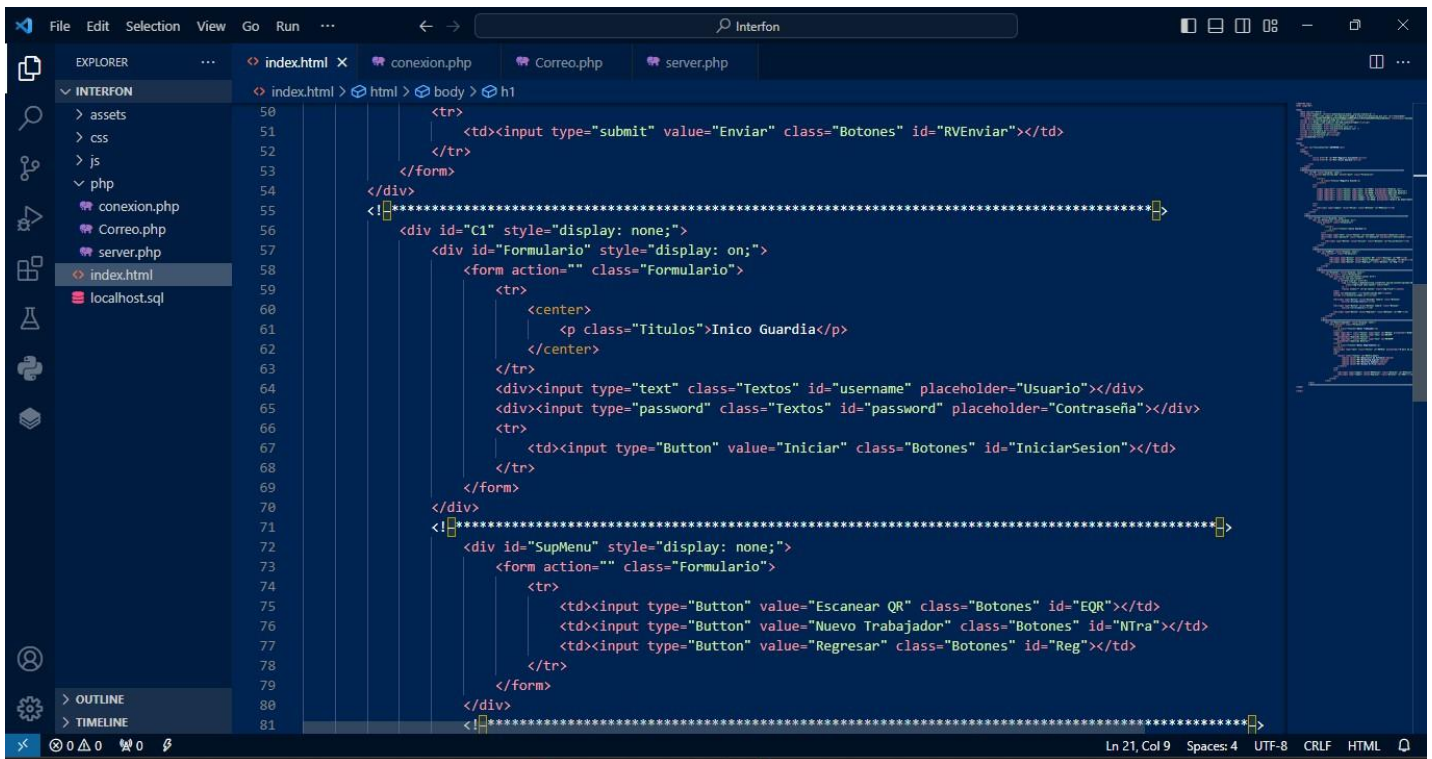 File Edit Selection View Go Run ··· Interfon
EXPLORER ···
INTERFON
> assets
> css
> js
php
conexion.php
Correo.php
server.php
index.html
localhost.sql
> OUTLINE
> TIMELINE
index.html × conexion.php Correo.php server.php
index.html > html > body > h1
50 <tr>
51 <td><input type="submit" value="Enviar" class="Botones" id="RVEnviar"></td>
52 </tr>
53 </form>
54 </div>
55 <!-***********************************************************************************************->
56 <div id="C1" style="display: none;">
57 <div id="Formulario" style="display: on;">
58 <form action="" class="Formulario">
59 <tr>
60 <center>
61 <p class="Titulos">Inico Guardia</p>
62 </center>
63 </tr>
64 <div><input type="text" class="Textos" id="username" placeholder="Usuario"></div>
65 <div><input type="password" class="Textos" id="password" placeholder="Contraseña"></div>
66 <tr>
67 <td><input type="Button" value="Iniciar" class="Botones" id="IniciarSesion"></td>
68 </tr>
69 </form>
70 </div>
71 <!-***********************************************************************************************->
72 <div id="SupMenu" style="display: none;">
73 <form action="" class="Formulario">
74 <tr>
75 <td><input type="Button" value="Escanear QR" class="Botones" id="EQR"></td>
76 <td><input type="Button" value="Nuevo Trabajador" class="Botones" id="NTra"></td>
77 <td><input type="Button" value="Regresar" class="Botones" id="Reg"></td>
78 </tr>
79 </form>
80 </div>
81 <!-***********************************************************************************************->
0 0 0 Ln 21, Col 9 Spaces: 4 UTF-8 CRLF HTML